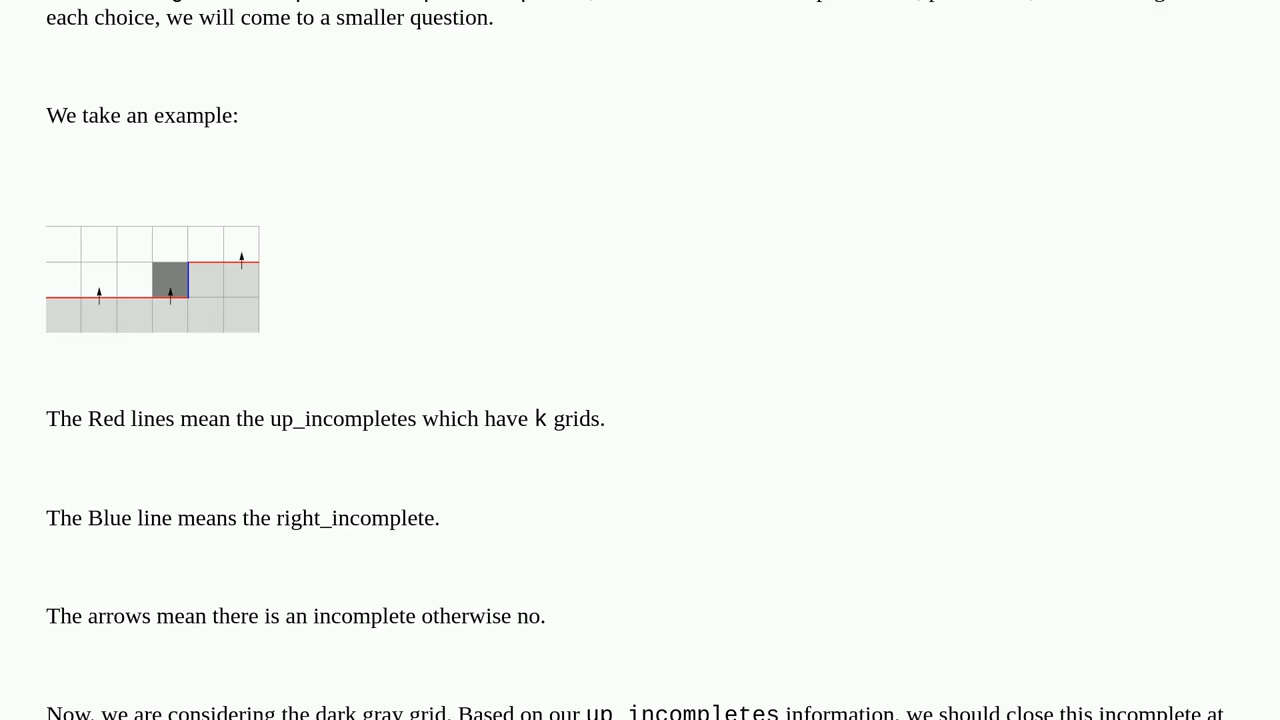 each choice, we will come to a smaller question.
We take an example:
The Red lines mean the up_incompletes which have k grids.
The Blue line means the right_incomplete.
The arrows mean there is an incomplete otherwise no.
Now, we are considering the dark gray grid. Based on our up_incompletes information, we should close this incomplete at